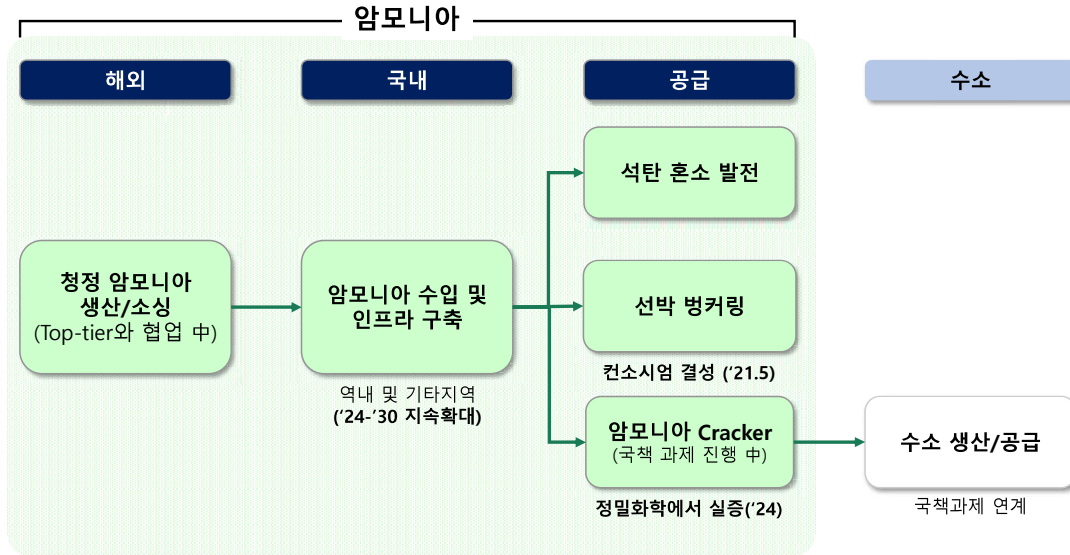 암모니아
해외
국내
공급
수소
석탄 혼소 발전
청정 암모니아
생산/소싱
(Top-tier와 협업 中)
암모니아 수입 및
인프라 구축
역내 및 기타지역
(‘24-’30 지속확대)
선박 벙커링
컨소시엄 결성 (‘21.5)
암모니아 Cracker
(국책 과제 진행 中)
정밀화학에서 실증(‘24)
수소 생산/공급
국책과제 연계